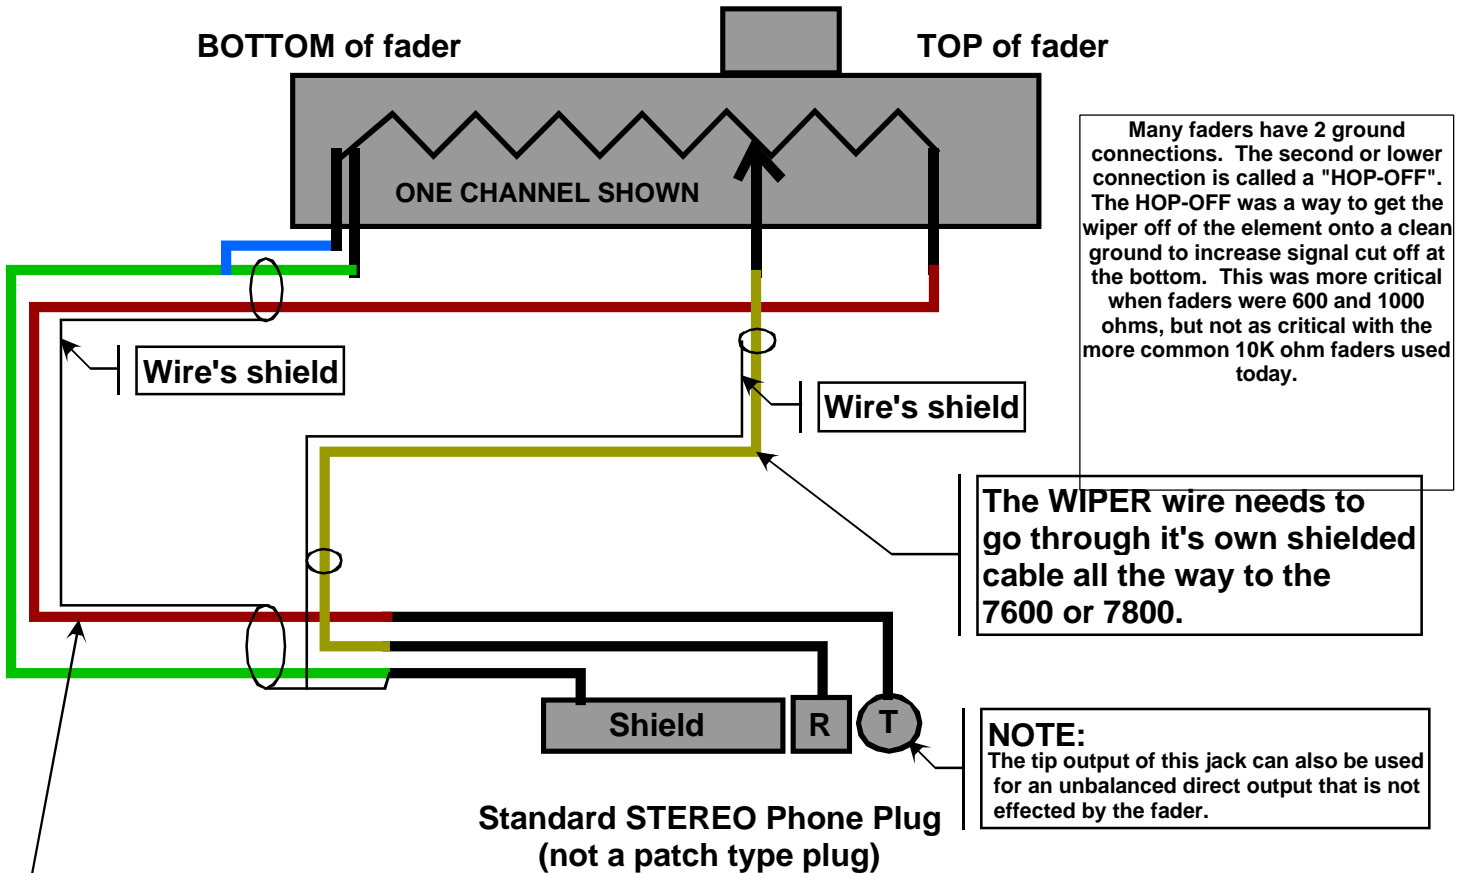 BOTTOM of fader
TOP of fader
ONE CHANNEL SHOWN
Many faders have 2 ground
connections. The second or lower
connection is called a "HOP-OFF".
The HOP-OFF was a way to get the
wiper off of the element onto a clean
ground to increase signal cut off at
the bottom. This was more critical
when faders were 600 and 1000
ohms, but not as critical with the
more common 10K ohm faders used
today.
Wire's shield
Wire's shield
The WIPER wire needs to
go through it's own shielded
cable all the way to the
7600 or 7800.
Shield
R
T
NOTE:
The tip output of this jack can also be used
for an unbalanced direct output that is not
effected by the fader.
Standard STEREO Phone Plug
(not a patch type plug)